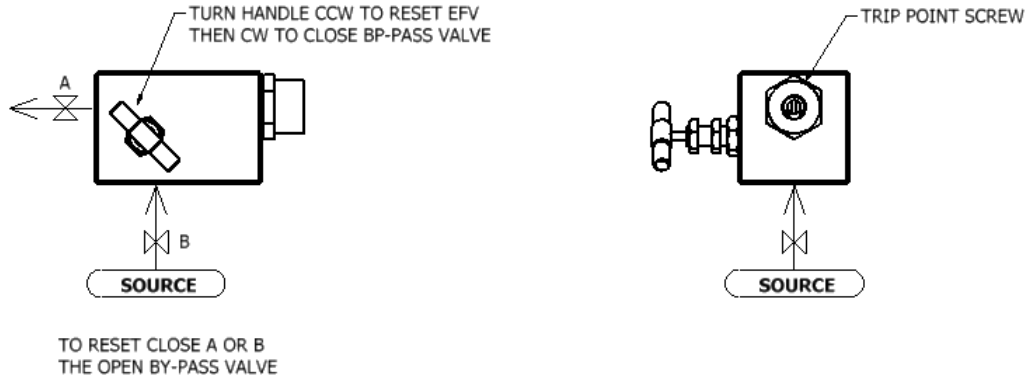 TURN HANDLE CCW TO RESET EFV
THEN CW TO CLOSE BP-PASS VALVE
TRIP POINT SCREW
A
B
SOURCE
SOURCE
TO RESET CLOSE A OR B
THE OPEN BY-PASS VALVE